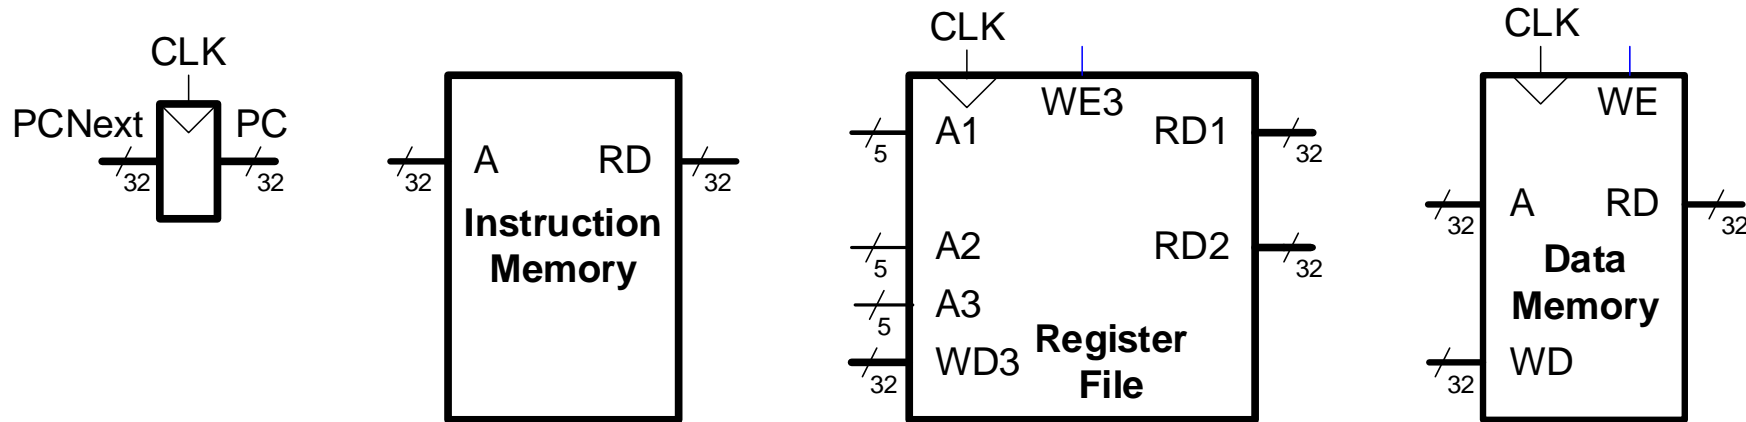 CLK
PCNext PC
32 32
A RD
32 32
Instruction
Memory
CLK
WE3
A1 RD1
5 32
A2 RD2
5 32
A3
5
WD3
32
Register
File
CLK
WE
A RD
32 32
Data
Memory
WD
32